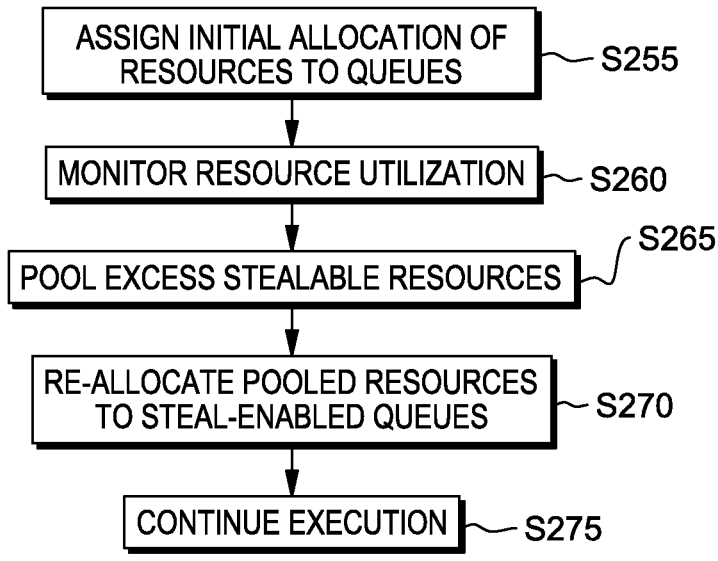 ASSIGN INITIAL ALLOCATION OF
RESOURCES TO QUEUES
S255
MONITOR RESOURCE UTILIZATION
S260
POOL EXCESS STEALABLE RESOURCES
S265
RE-ALLOCATE POOLED RESOURCES
TO STEAL-ENABLED QUEUES
S270
CONTINUE EXECUTION
S275